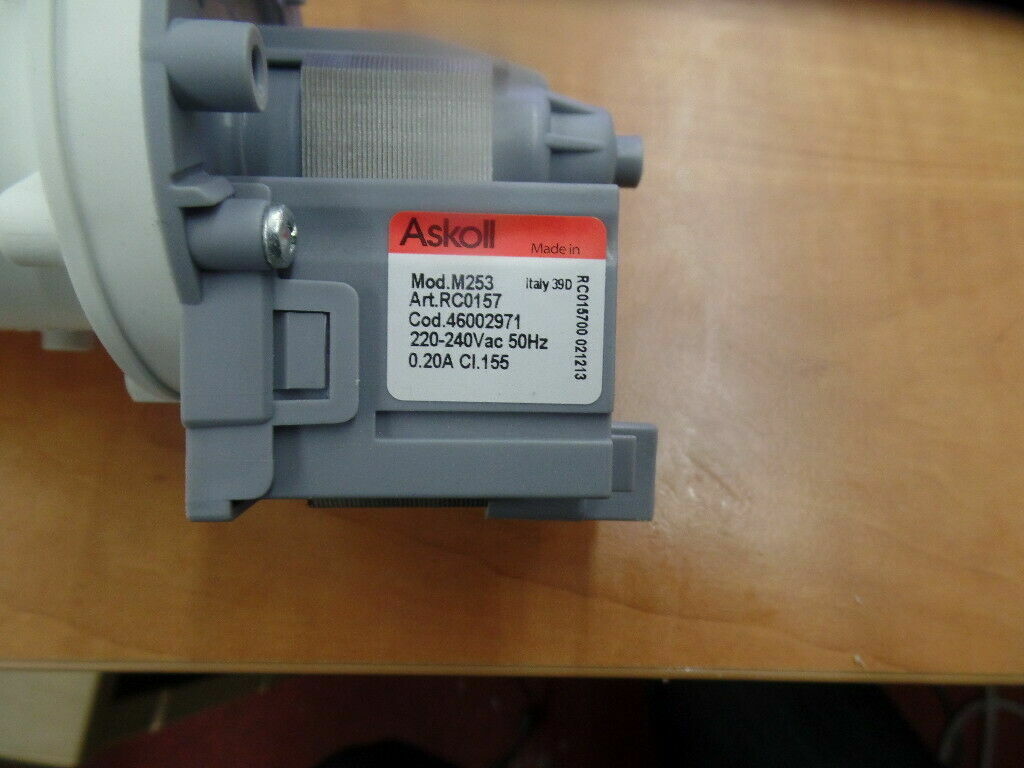 Askoll
Made in
Mod.M253 italy 39D
Art.RC0157
Cod.46002971
220-240Vac 50Hz
0.20A Cl.155
RC015700 021213